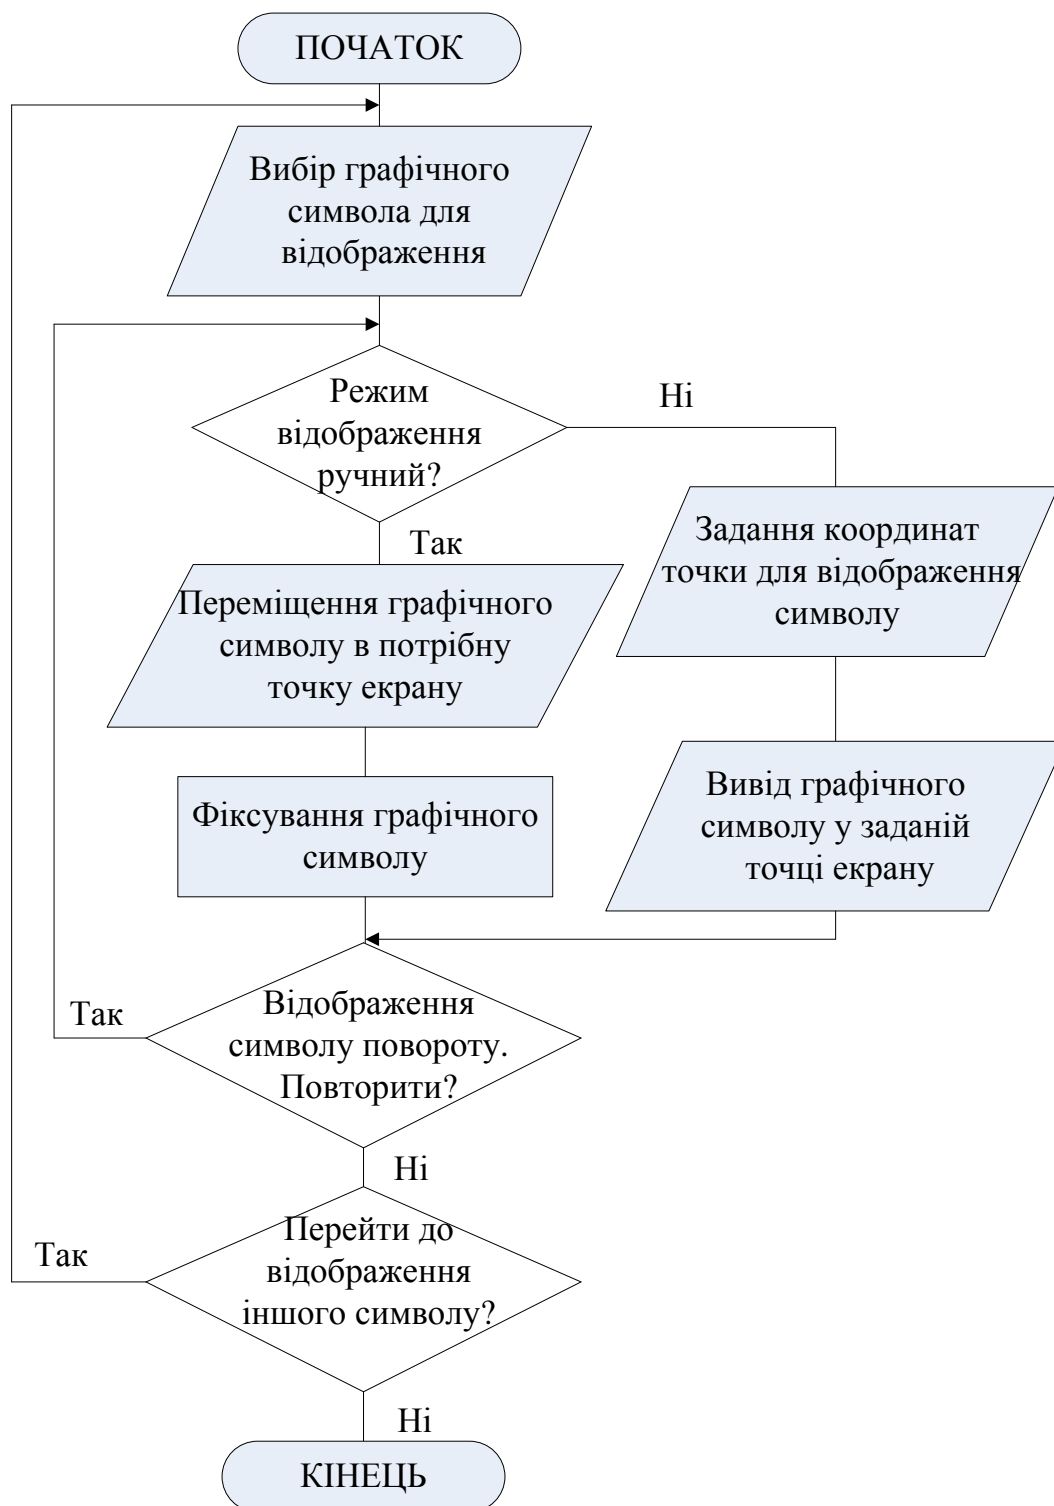 ПОЧАТОК
Вибір графічного
символа для
відображення
Режим
відображення
ручний?
Ні
Так
Задання координат
точки для відображення
символу
Переміщення графічного
символу в потрібну
точку екрану
Вивід графічного
символу у заданій
точці екрану
Фіксування графічного
символу
Так
Відображення
символу повороту.
Повторити?
Ні
Так
Перейти до
відображення
іншого символу?
Ні
КІНЕЦЬ